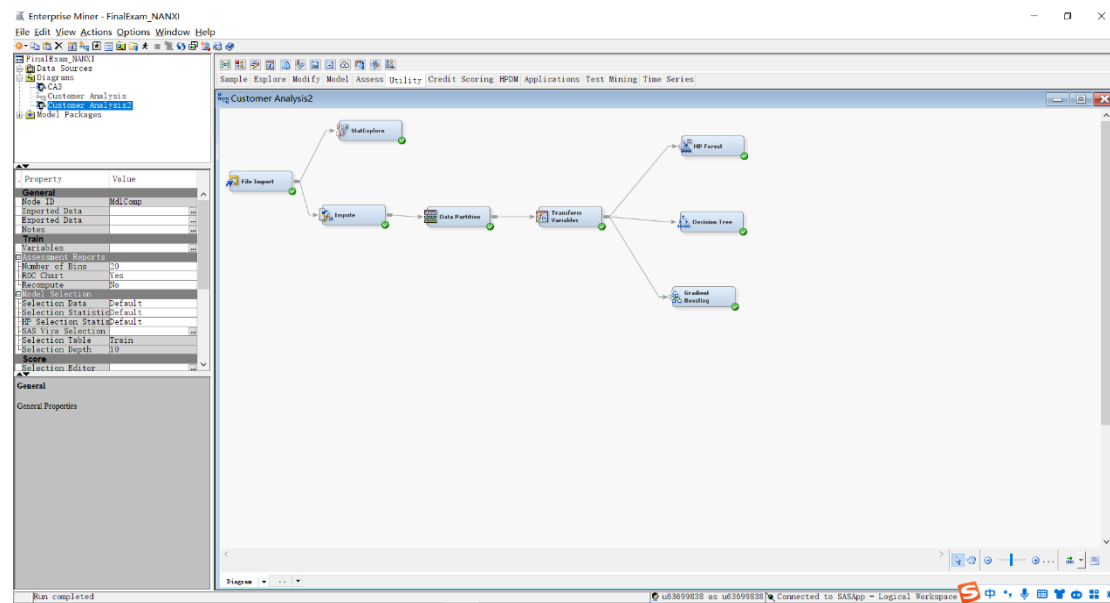 Enterprise Miner - FinalExam_NANXI
File Edit View Actions Options Window Help
FinalExam_NANXI
Data Sources
Diagrams
CA3
Customer Analysis
Customer Analysis2
Model Packages
Sample Explore Modify Model Assess Utility Credit Scoring HPDM Applications Text Mining Time Series
Customer Analysis2
StatExplore
HP Forest
File Import
Impute
Data Partition
Transform Variables
Decision Tree
Gradient Boosting
. Property Value
General
Node ID MdlComp
Imported Data ...
Exported Data ...
Notes ...
Train
Variables ...
Assessment Reports
Number of Bins 20
ROC Chart Yes
Recompute No
Model Selection
Selection Data Default
Selection Statistic Default
HP Selection Statis Default
SAS Viya Selection ...
Selection Table Train
Selection Depth 10
Score
Selection Editor ...
General
General Properties
Diagram
Run completed
u63699838 as u63699838 Connected to SASApp - Logical Workspace
中